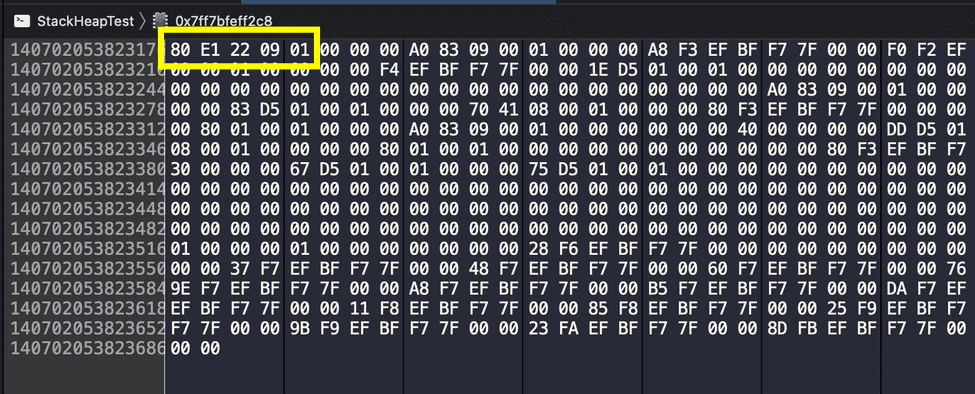 StackHeapTest 〉 0x7ff7bfeff2c8
14070205382317 80 E1 22 09 01 00 00 00 A0 83 09 00 01 00 00 00 A8 F3 EF BF F7 7F 00 00 F0 F2 EF
140702053823210 00 00 01 00 00 00 00 F4 EF BF F7 7F 00 00 1E D5 01 00 01 00 00 00 00 00 00 00 00
140702053823244 00 00 00 00 00 00 00 00 00 00 00 00 00 00 00 00 00 00 00 00 A0 83 09 00 01 00 00
140702053823278 00 00 83 D5 01 00 01 00 00 00 70 41 08 00 01 00 00 00 80 F3 EF BF F7 7F 00 00 00
140702053823312 00 80 01 00 01 00 00 00 A0 83 09 00 01 00 00 00 00 00 00 40 00 00 00 00 DD D5 01
140702053823346 08 00 01 00 00 00 80 01 00 01 00 00 00 00 00 00 00 00 00 00 00 00 80 F3 EF BF F7
140702053823380 30 00 00 00 67 D5 01 00 01 00 00 00 75 D5 01 00 01 00 00 00 00 00 00 00 00 00 00
140702053823414 00 00 00 00 00 00 00 00 00 00 00 00 00 00 00 00 00 00 00 00 00 00 00 00 00 00 00
140702053823448 00 00 00 00 00 00 00 00 00 00 00 00 00 00 00 00 00 00 00 00 00 00 00 00 00 00 00
140702053823482 00 00 00 00 00 00 00 00 00 00 00 00 00 00 00 00 00 00 00 00 00 00 00 00 00 00 00
140702053823516 01 00 00 00 01 00 00 00 00 00 00 00 28 F6 EF BF F7 7F 00 00 00 00 00 00 00 00 00
140702053823550 00 00 37 F7 EF BF F7 7F 00 00 48 F7 EF BF F7 7F 00 00 60 F7 EF BF F7 7F 00 00 76
140702053823584 9E F7 EF BF F7 7F 00 00 A8 F7 EF BF F7 7F 00 00 B5 F7 EF BF F7 7F 00 00 DA F7 EF
140702053823618 EF BF F7 7F 00 00 11 F8 EF BF F7 7F 00 00 85 F8 EF BF F7 7F 00 00 25 F9 EF BF F7
140702053823652 F7 7F 00 00 9B F9 EF BF F7 7F 00 00 23 FA EF BF F7 7F 00 00 8D FB EF BF F7 7F 00
140702053823686 00 00